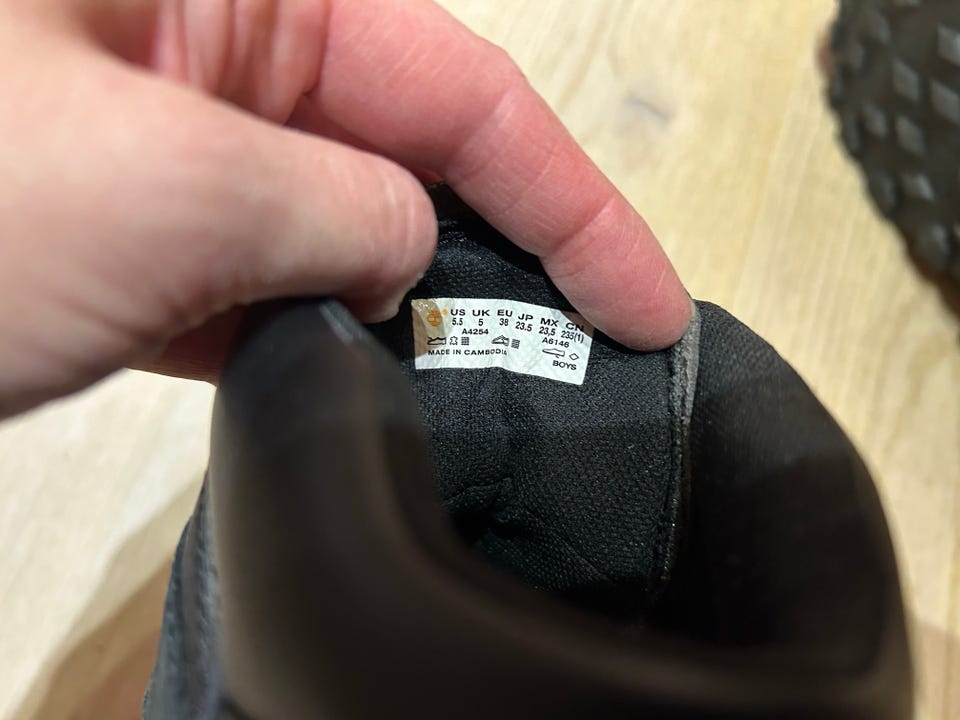 US UK EU JP MX CN
5.5 5 38 23.5 23,5 235(1)
A4254 A6146
MADE IN CAMBODIA
BOYS